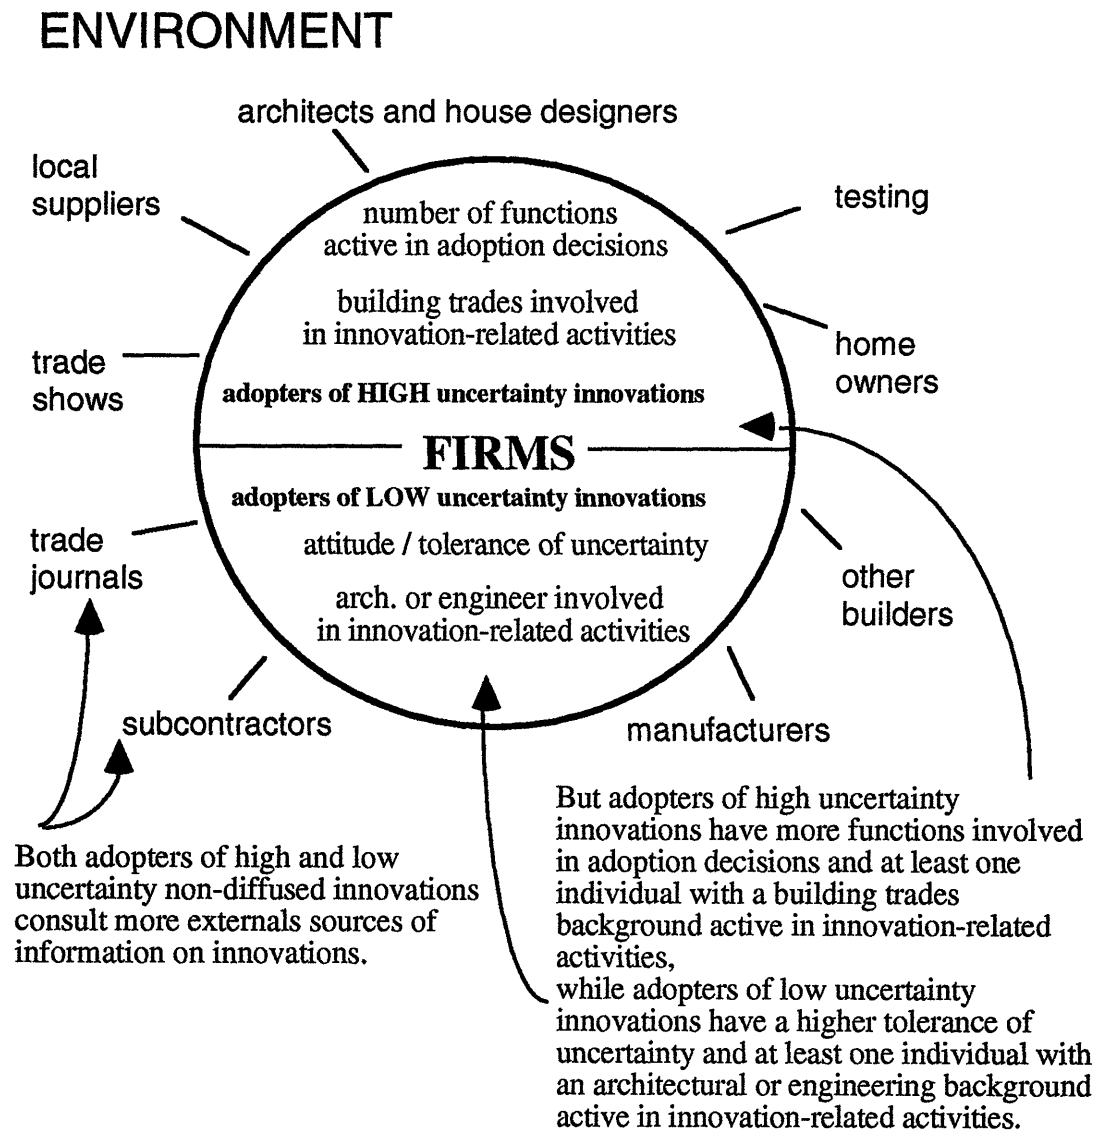 ENVIRONMENT
architects and house designers
local
suppliers
testing
number of functions
active in adoption decisions
building trades involved
in innovation-related activities
home
owners
trade
shows
adopters of HIGH uncertainty innovations
FIRMS
adopters of LOW uncertainty innovations
attitude / tolerance of uncertainty
arch. or engineer involved
in innovation-related activities
trade
journals
other
builders
subcontractors
manufacturers
Both adopters of high and low
uncertainty non-diffused innovations
consult more externals sources of
information on innovations.
But adopters of high uncertainty
innovations have more functions involved
in adoption decisions and at least one
individual with a building trades
background active in innovation-related
activities,
while adopters of low uncertainty
innovations have a higher tolerance of
uncertainty and at least one individual with
an architectural or engineering background
active in innovation-related activities.